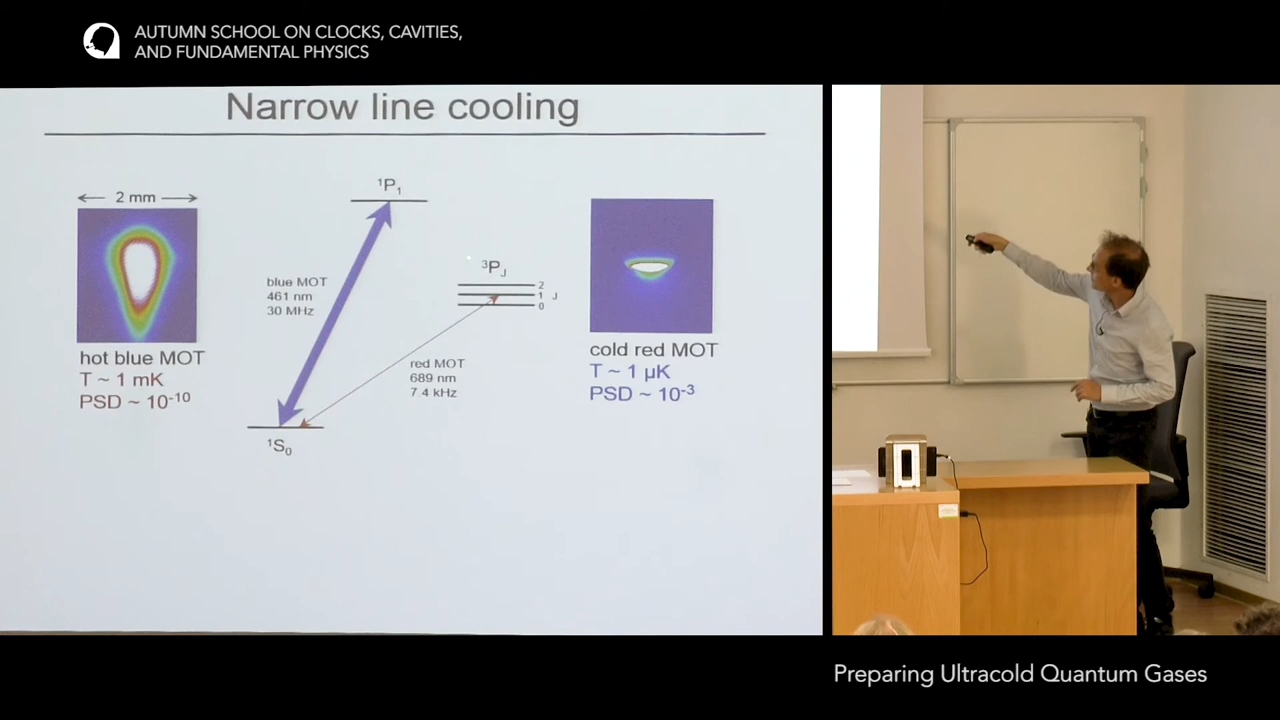 AUTUMN SCHOOL ON CLOCKS, CAVITIES,
AND FUNDAMENTAL PHYSICS
Narrow line cooling
2 mm
hot blue MOT
T ~ 1 mK
PSD ~ 10⁻¹⁰
¹P₁
blue MOT
461 nm
30 MHz
³P_J
2
1 J
0
red MOT
689 nm
7.4 kHz
¹S₀
cold red MOT
T ~ 1 µK
PSD ~ 10⁻³
Preparing Ultracold Quantum Gases